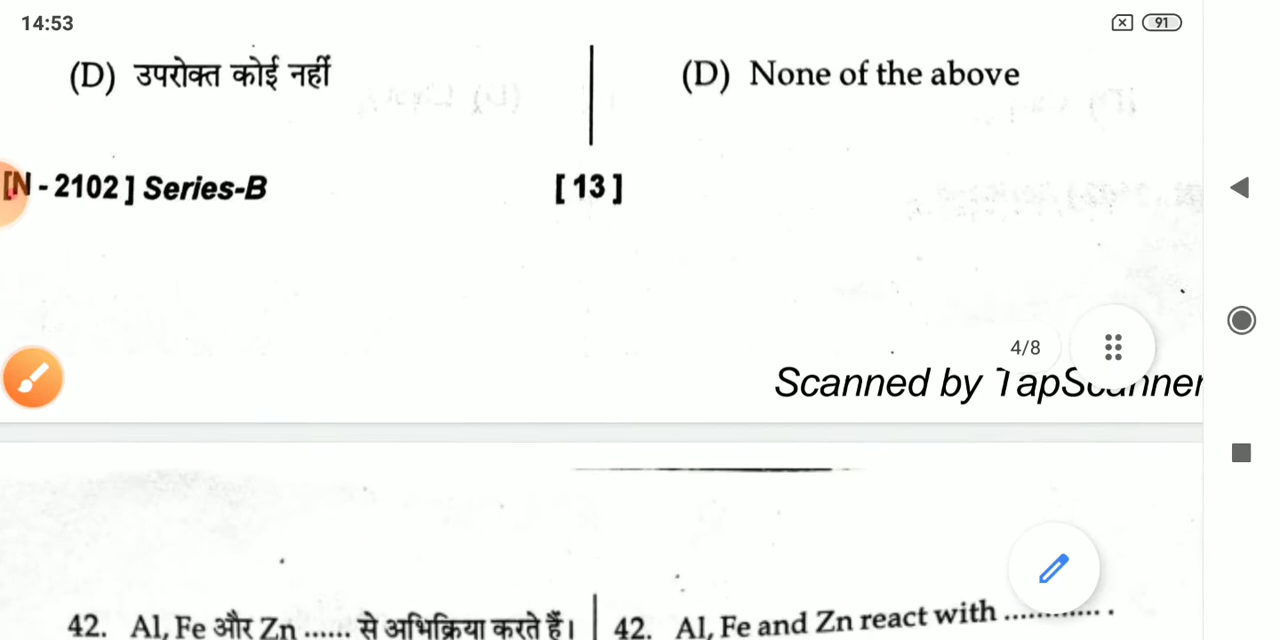 14:53
91
(D) उपरोक्त कोई नहीं
(D) None of the above
[N - 2102 ] Series-B
[ 13 ]
4/8
Scanned by TapScanner
42. Al, Fe और Zn ...... से अभिक्रिया करते हैं।
42. Al, Fe and Zn react with ............. .